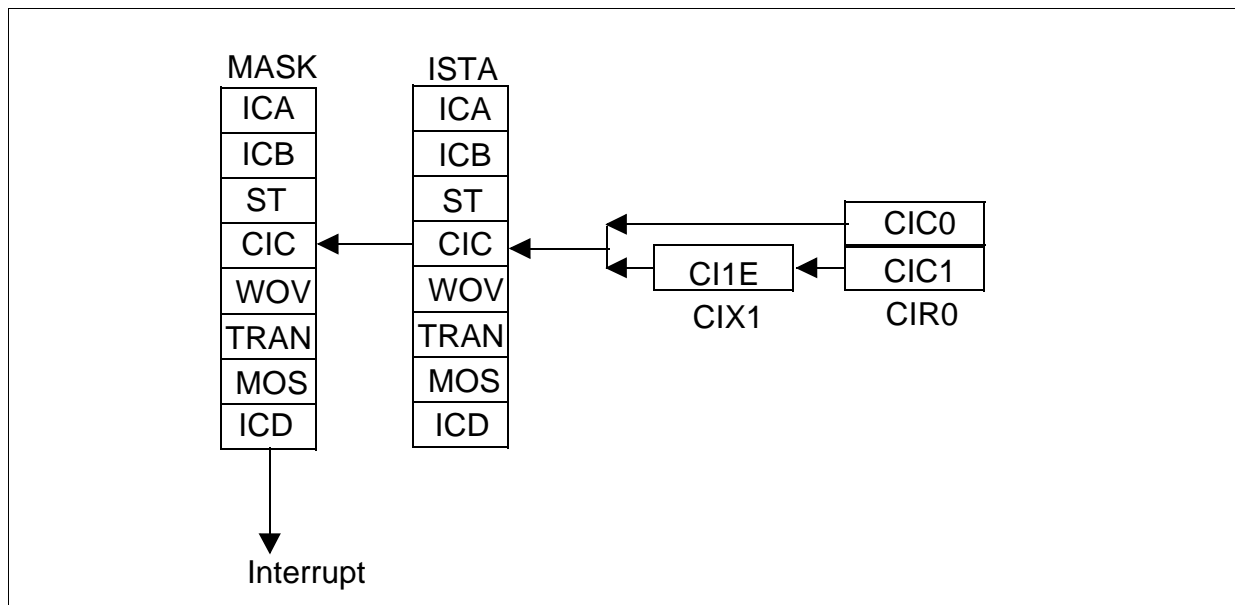 MASK
ICA
ICB
ST
CIC
WOV
TRAN
MOS
ICD
Interrupt
ISTA
ICA
ICB
ST
CIC
WOV
TRAN
MOS
ICD
CI1E
CIX1
CIC0
CIC1
CIR0